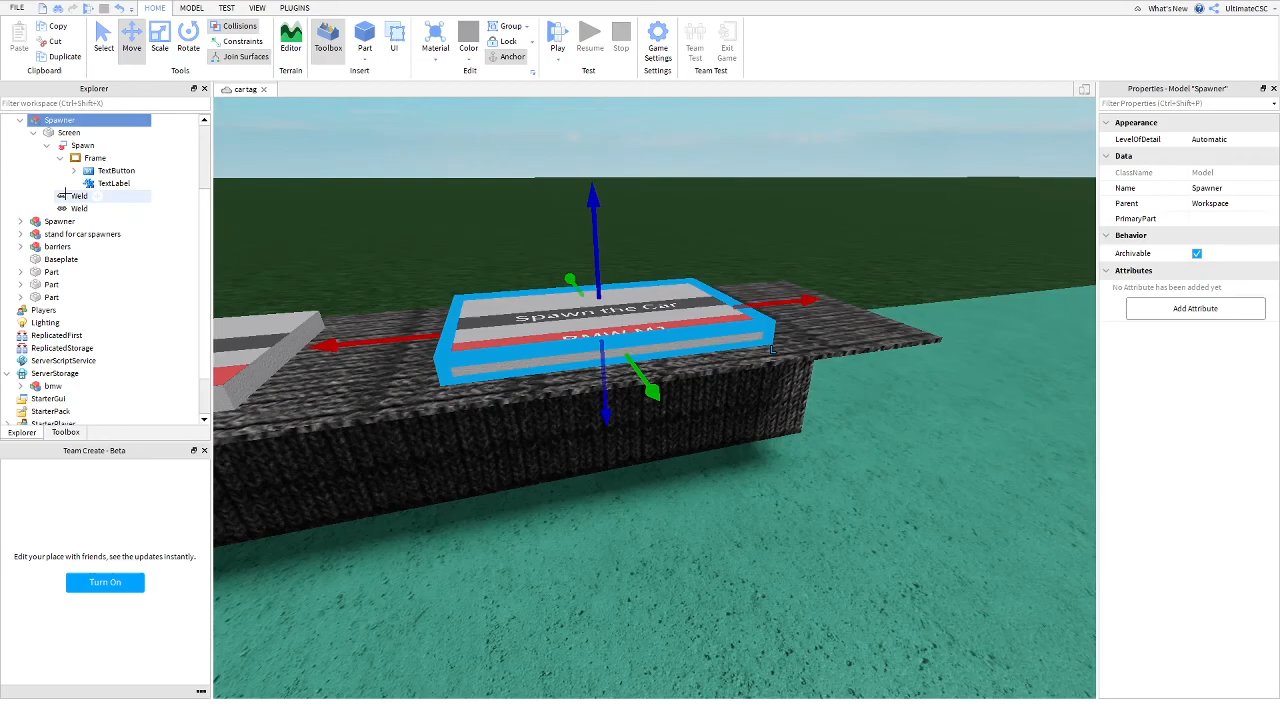 FILE HOME MODEL TEST VIEW PLUGINS What's New UltimateCSC
Paste Copy Cut Duplicate Clipboard
Select Move Scale Rotate Collisions Constraints Join Surfaces Tools
Editor Terrain
Toolbox Part UI Insert
Material Color Group Lock Anchor Edit
Play Resume Stop Test
Game Settings Settings
Team Test Exit Game Team Test
Explorer
Filter workspace (Ctrl+Shift+X)
Spawner
Screen
Spawn
Frame
TextButton
TextLabel
Weld
Weld
Spawner
stand for car spawners
barriers
Baseplate
Part
Part
Part
Players
Lighting
ReplicatedFirst
ReplicatedStorage
ServerScriptService
ServerStorage
bmw
StarterGui
StarterPack
StarterPlayer
Explorer Toolbox
Team Create - Beta
Edit your place with friends, see the updates instantly.
Turn On
cartag
Spawn the Car
BMW M1
L
Properties - Model "Spawner"
Filter Properties (Ctrl+Shift+P)
Appearance
LevelOfDetail Automatic
Data
ClassName Model
Name Spawner
Parent Workspace
PrimaryPart
Behavior
Archivable
Attributes
No Attribute has been added yet
Add Attribute